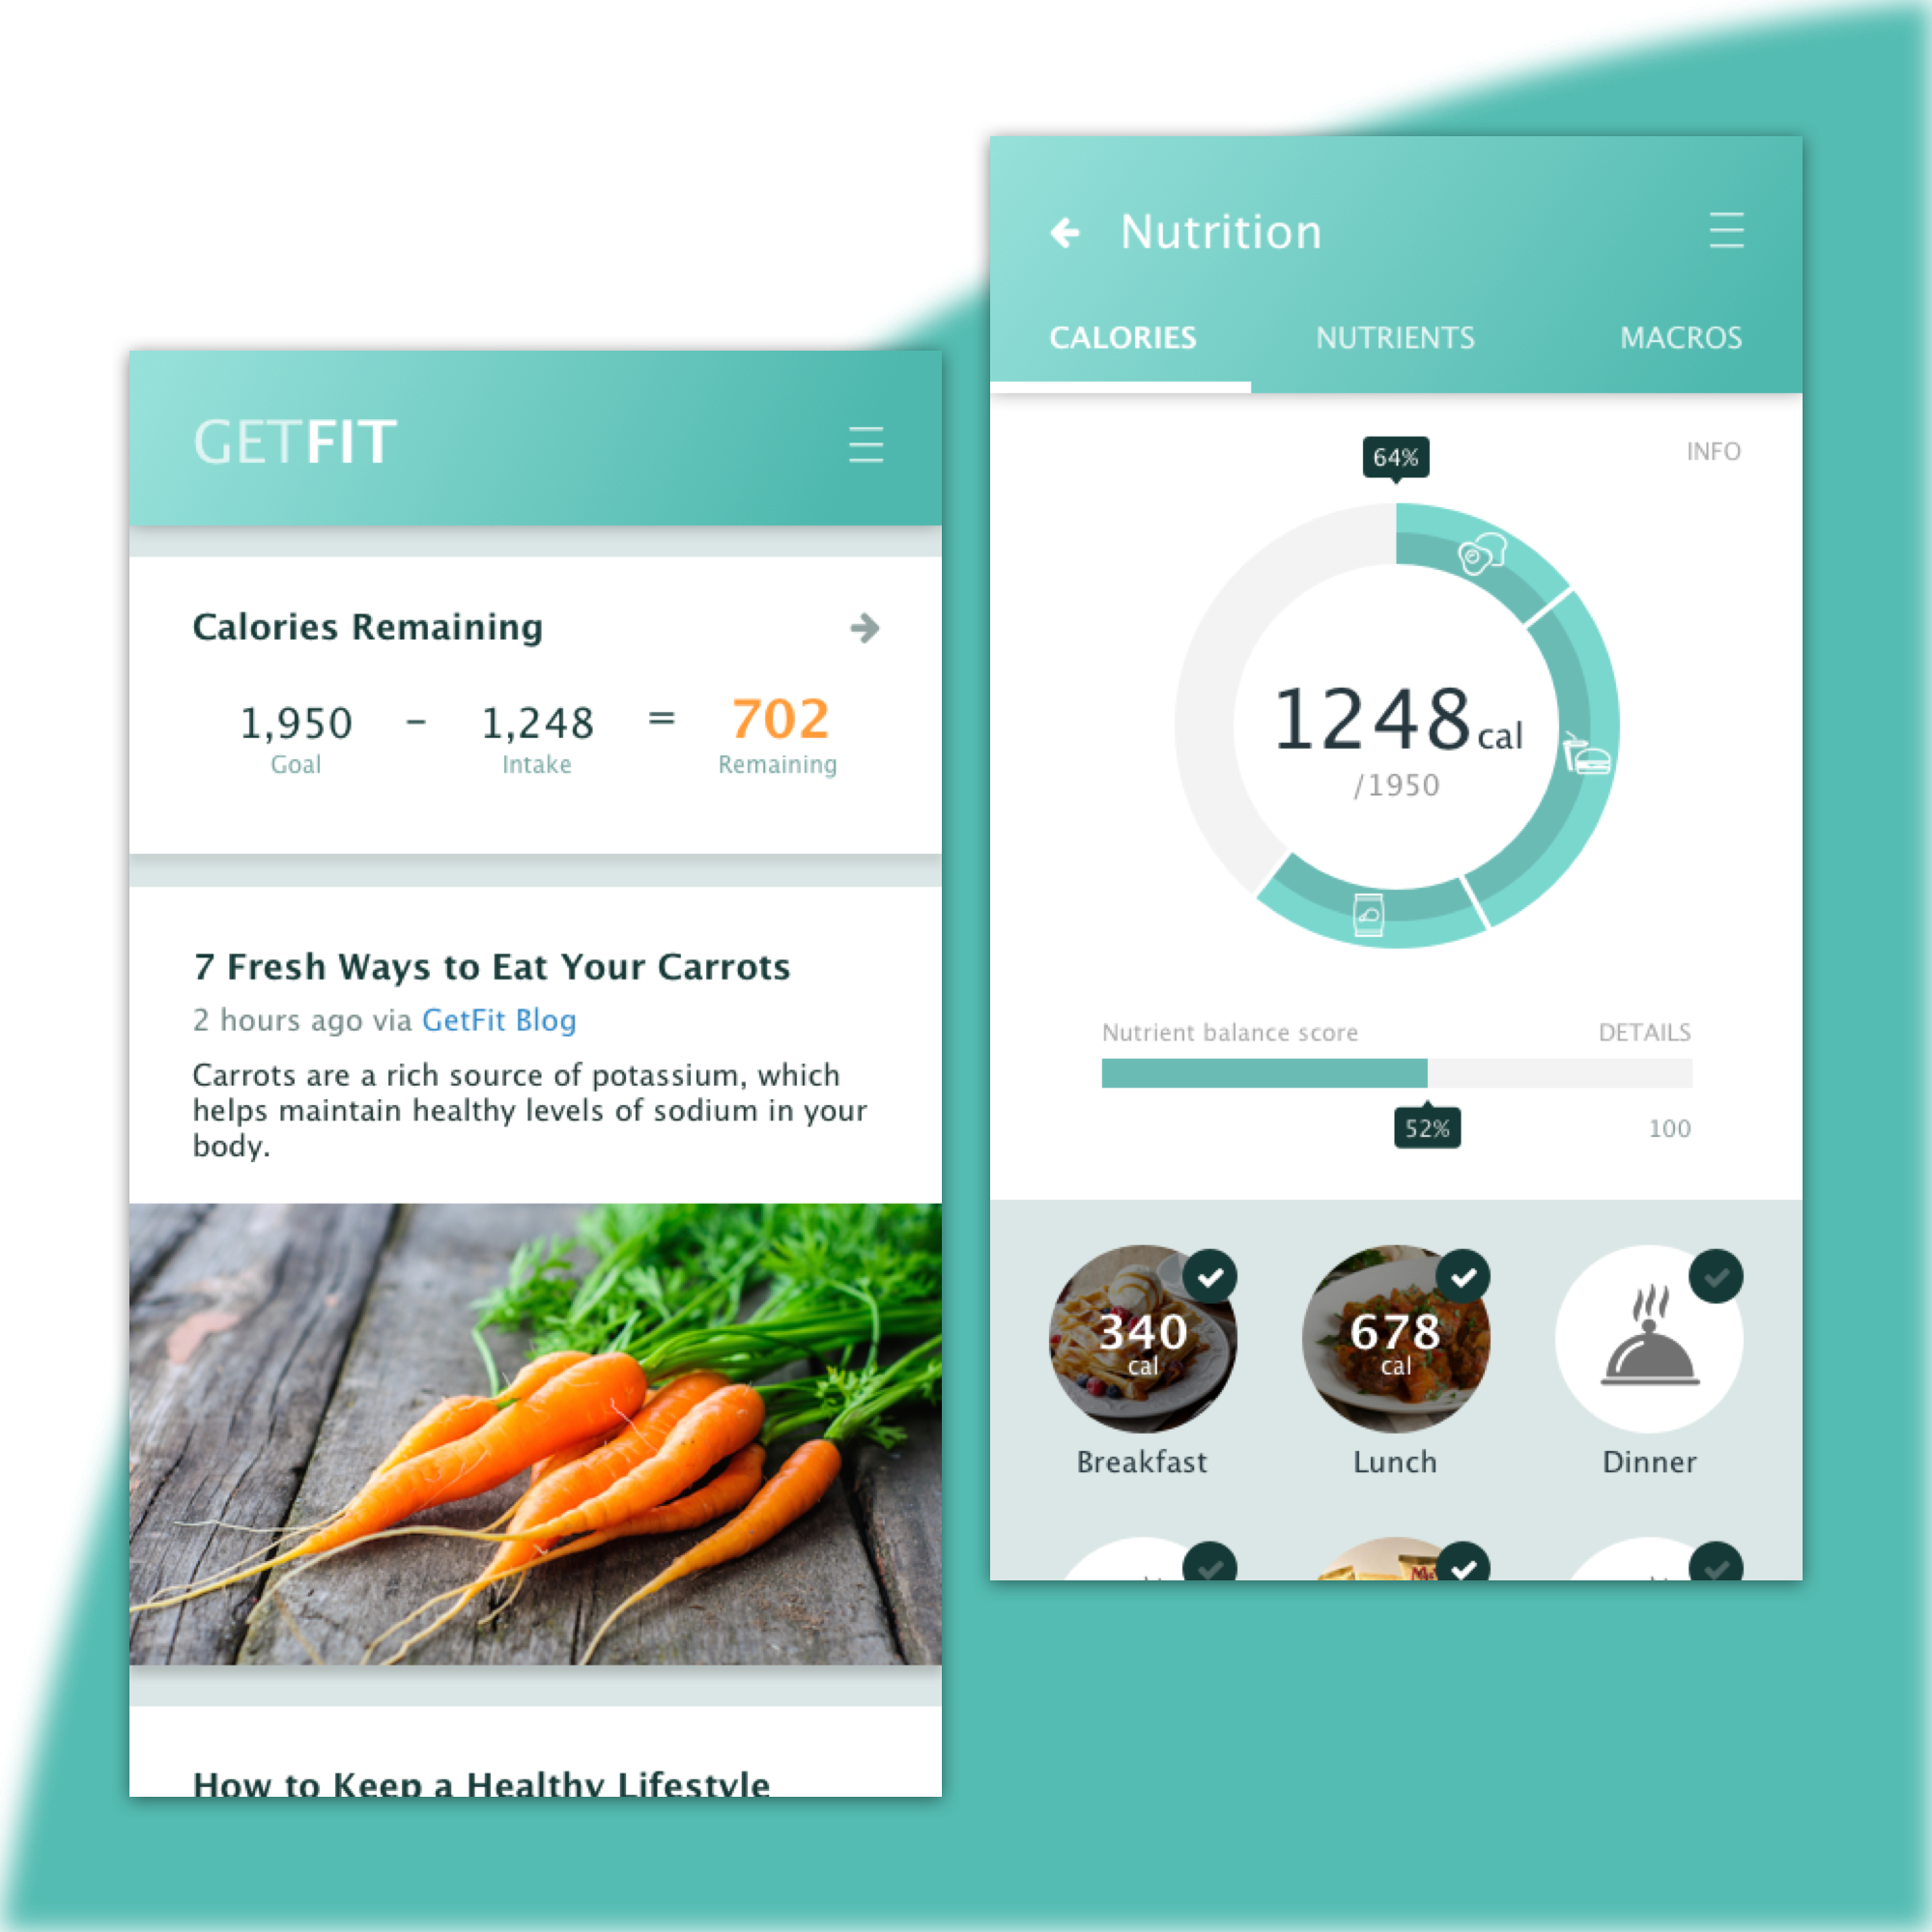 GETFIT
Calories Remaining
1,950 - 1,248 = 702
Goal Intake Remaining
7 Fresh Ways to Eat Your Carrots
2 hours ago via GetFit Blog
Carrots are a rich source of potassium, which
helps maintain healthy levels of sodium in your
body.
How to Keep a Healthy Lifestyle
Nutrition
CALORIES NUTRIENTS MACROS
INFO
64%
1248 cal
/1950
Nutrient balance score DETAILS
52% 100
340 678
cal cal
Breakfast Lunch Dinner